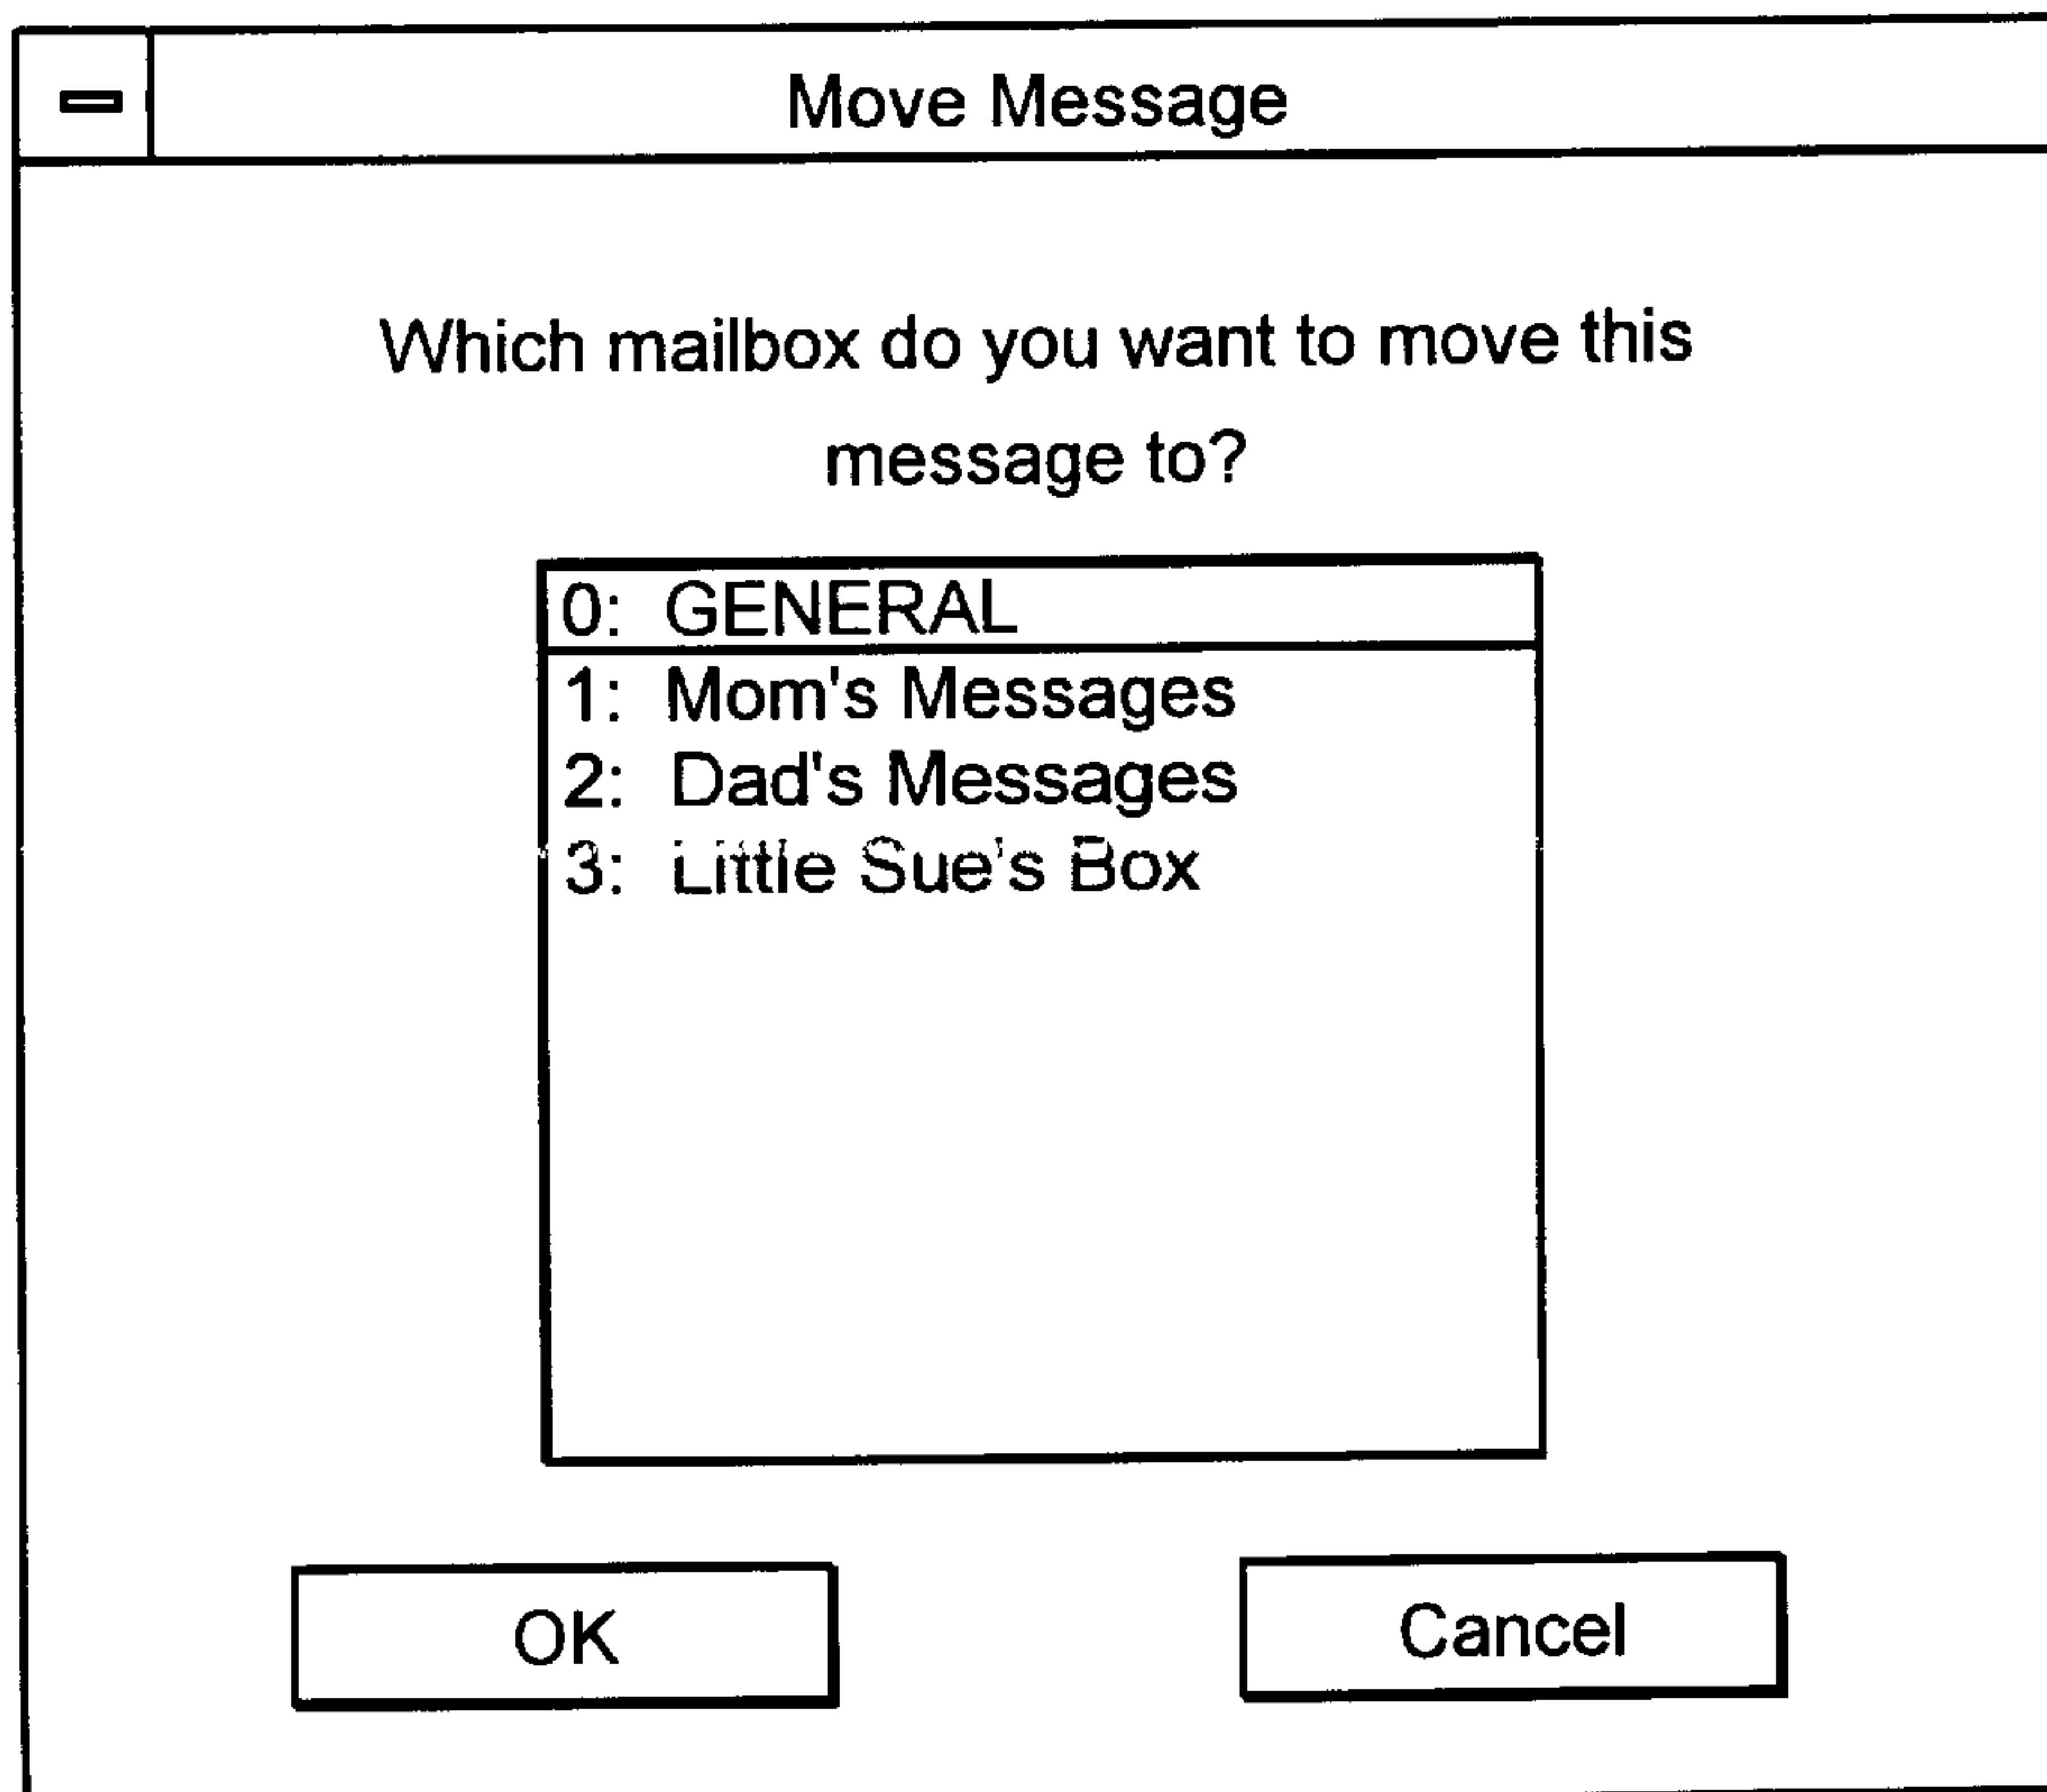 Move Message
Which mailbox do you want to move this
message to?
0: GENERAL
1: Mom's Messages
2: Dad's Messages
3: Little Sue's Box
OK
Cancel